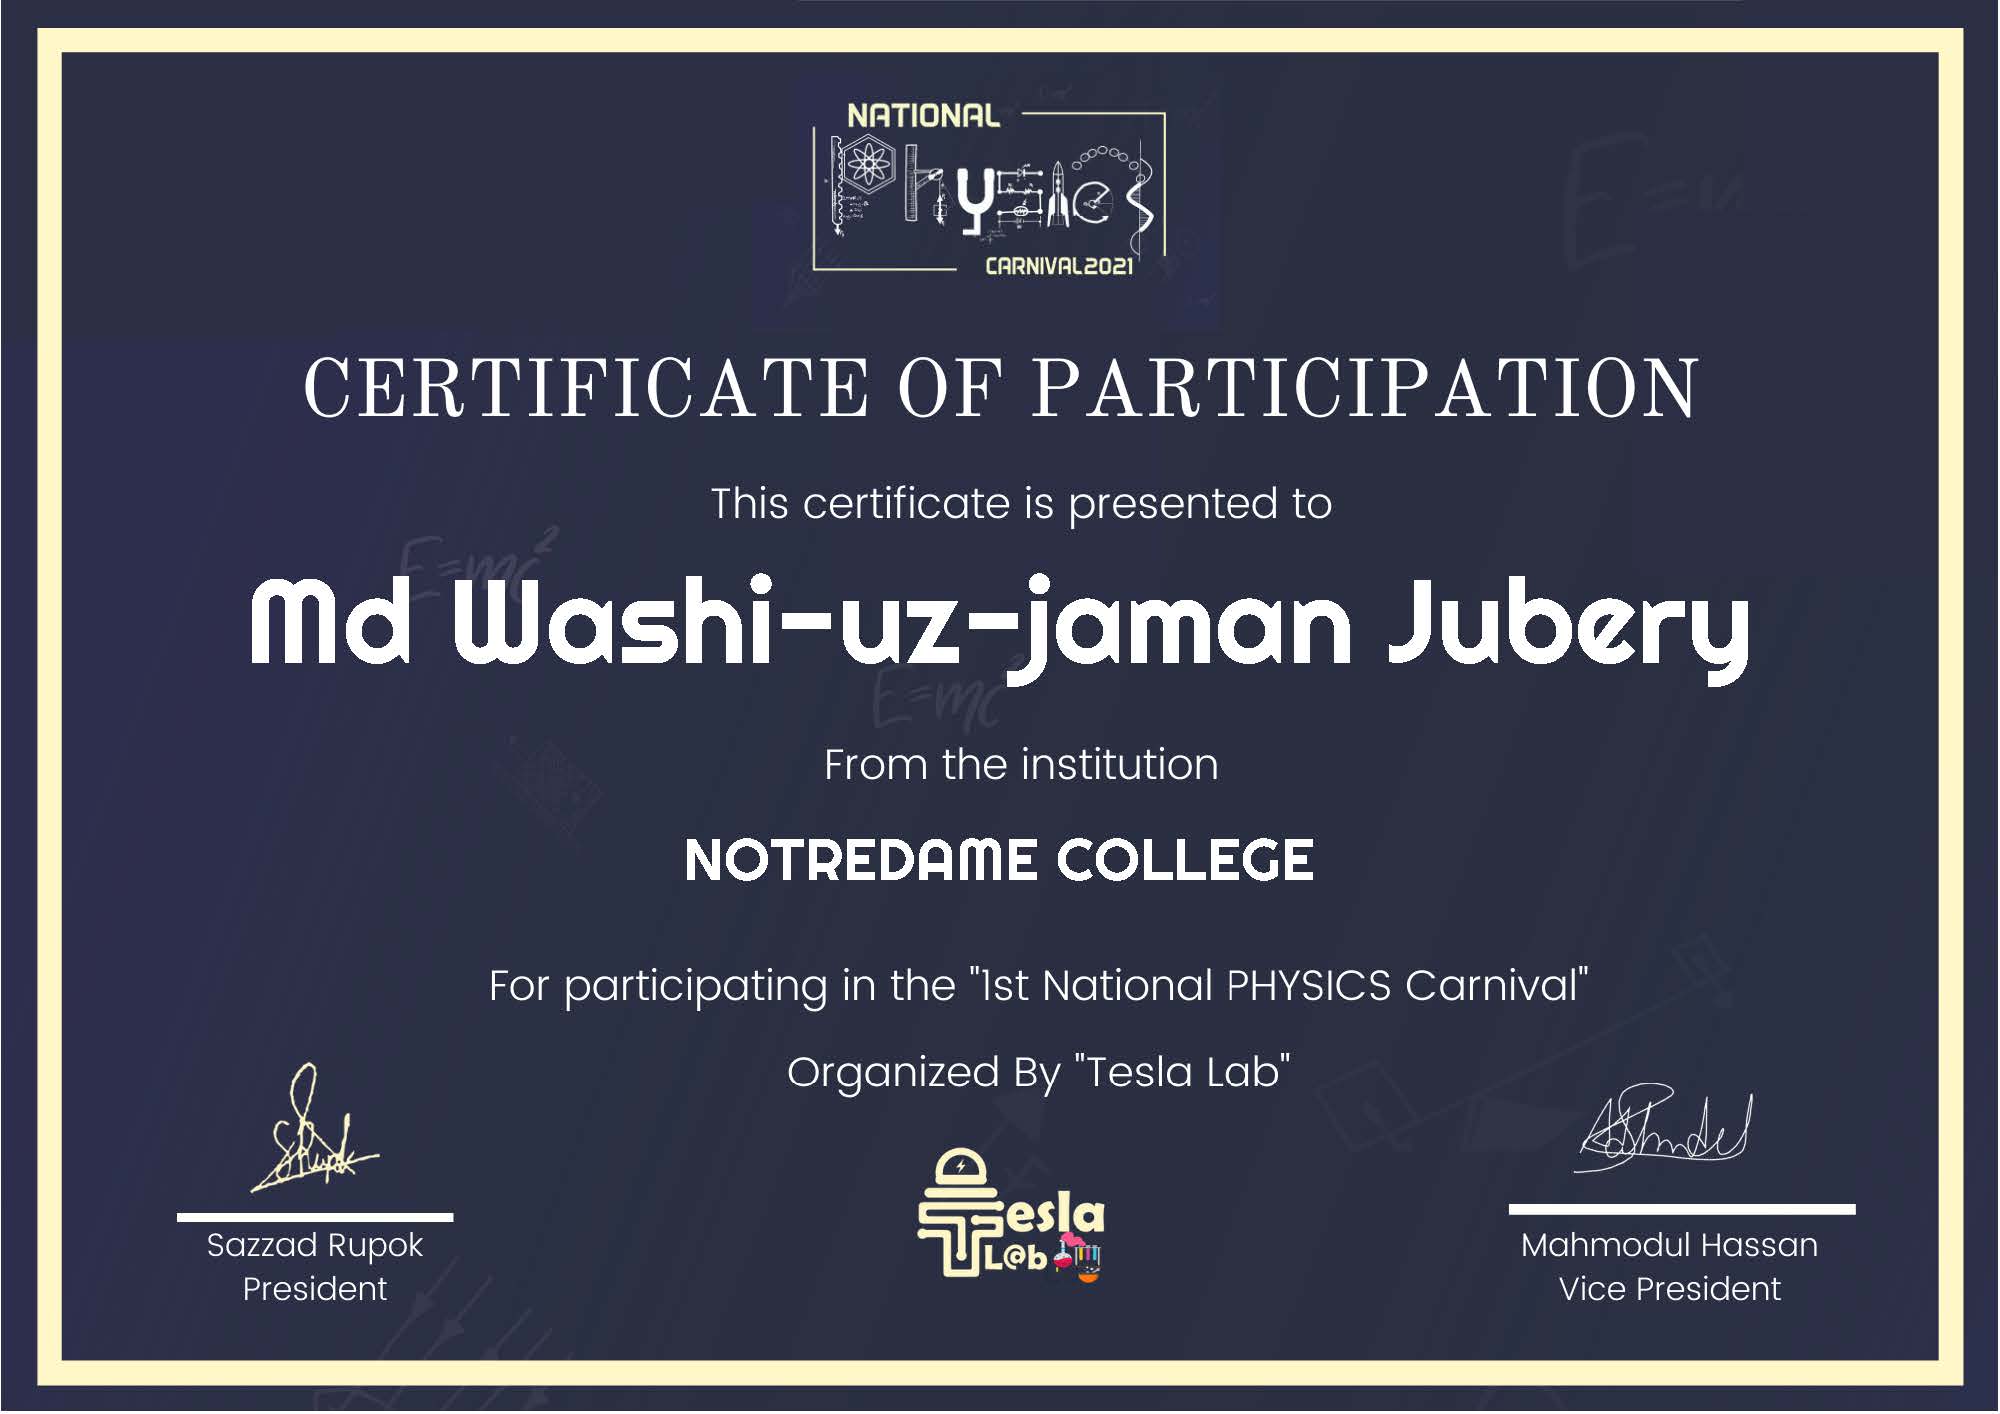 NATIONAL
PhYSICS
CARNIVAL2021
CERTIFICATE OF PARTICIPATION
This certificate is presented to
E=mc²
Md Washi-uz-jaman Jubery
E=mc²
From the institution
NOTREDAME COLLEGE
For participating in the "1st National PHYSICS Carnival"
Organized By "Tesla Lab"
Tesla
L@b
Sazzad Rupok
President
Mahmodul Hassan
Vice President